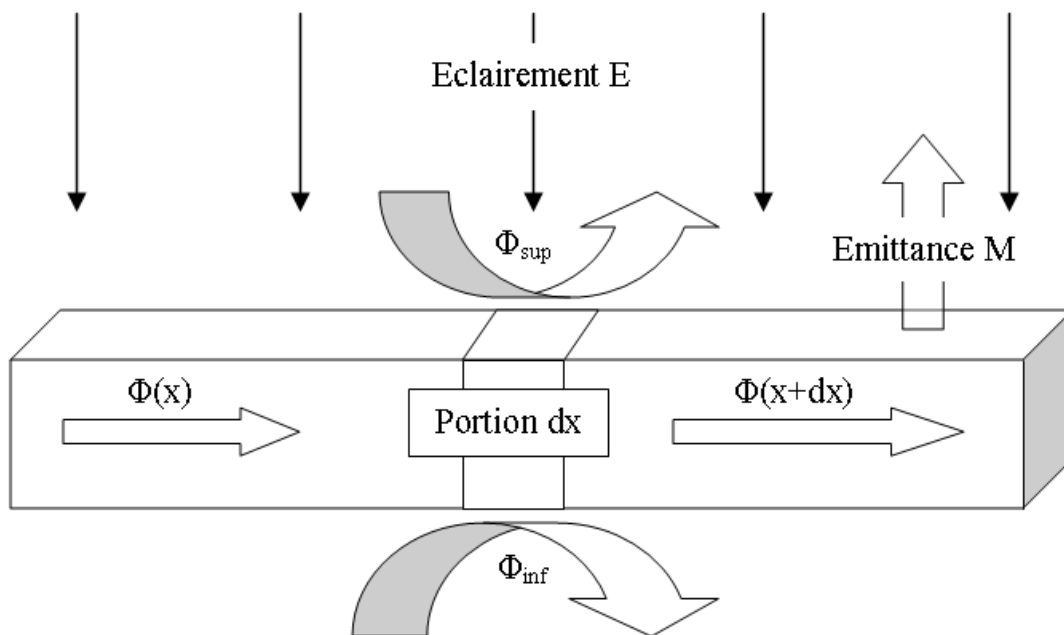 Eclairement E
Φsup
Emittance M
Φ(x)
Φ(x+dx)
Portion dx
Φinf